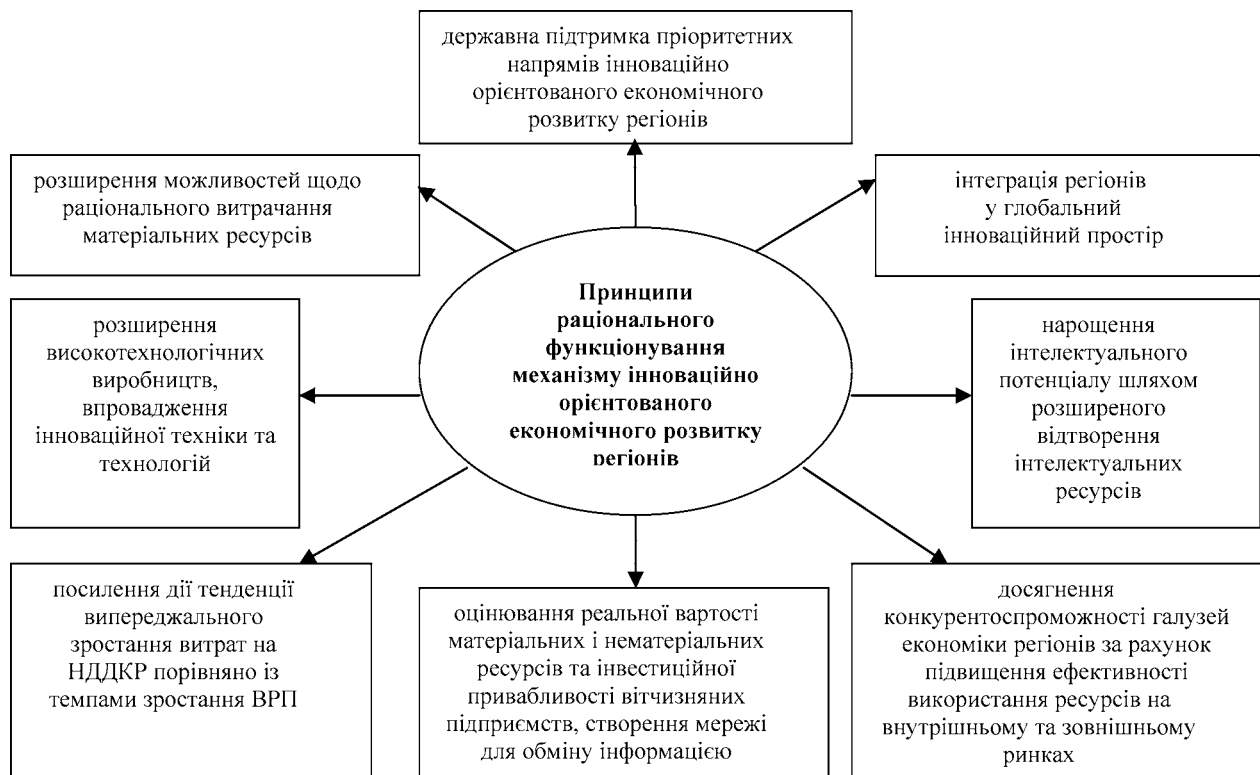 державна підтримка пріоритетних
напрямів інноваційно
орієнтованого економічного
розвитку регіонів
розширення можливостей щодо
раціонального витрачання
матеріальних ресурсів
інтеграція регіонів
у глобальний
інноваційний простір
Принципи
раціонального
функціонування
механізму інноваційно
орієнтованого
економічного розвитку
регіонів
розширення
високотехнологічних
виробництв,
впровадження
інноваційної техніки та
технологій
нарощення
інтелектуального
потенціалу шляхом
розширеного
відтворення
інтелектуальних
ресурсів
посилення дії тенденції
випереджального
зростання витрат на
НДДКР порівняно із
темпами зростання ВРП
оцінювання реальної вартості
матеріальних і нематеріальних
ресурсів та інвестиційної
привабливості вітчизняних
підприємств, створення мережі
для обміну інформацією
досягнення
конкурентоспроможності галузей
економіки регіонів за рахунок
підвищення ефективності
використання ресурсів на
внутрішньому та зовнішньому
ринках